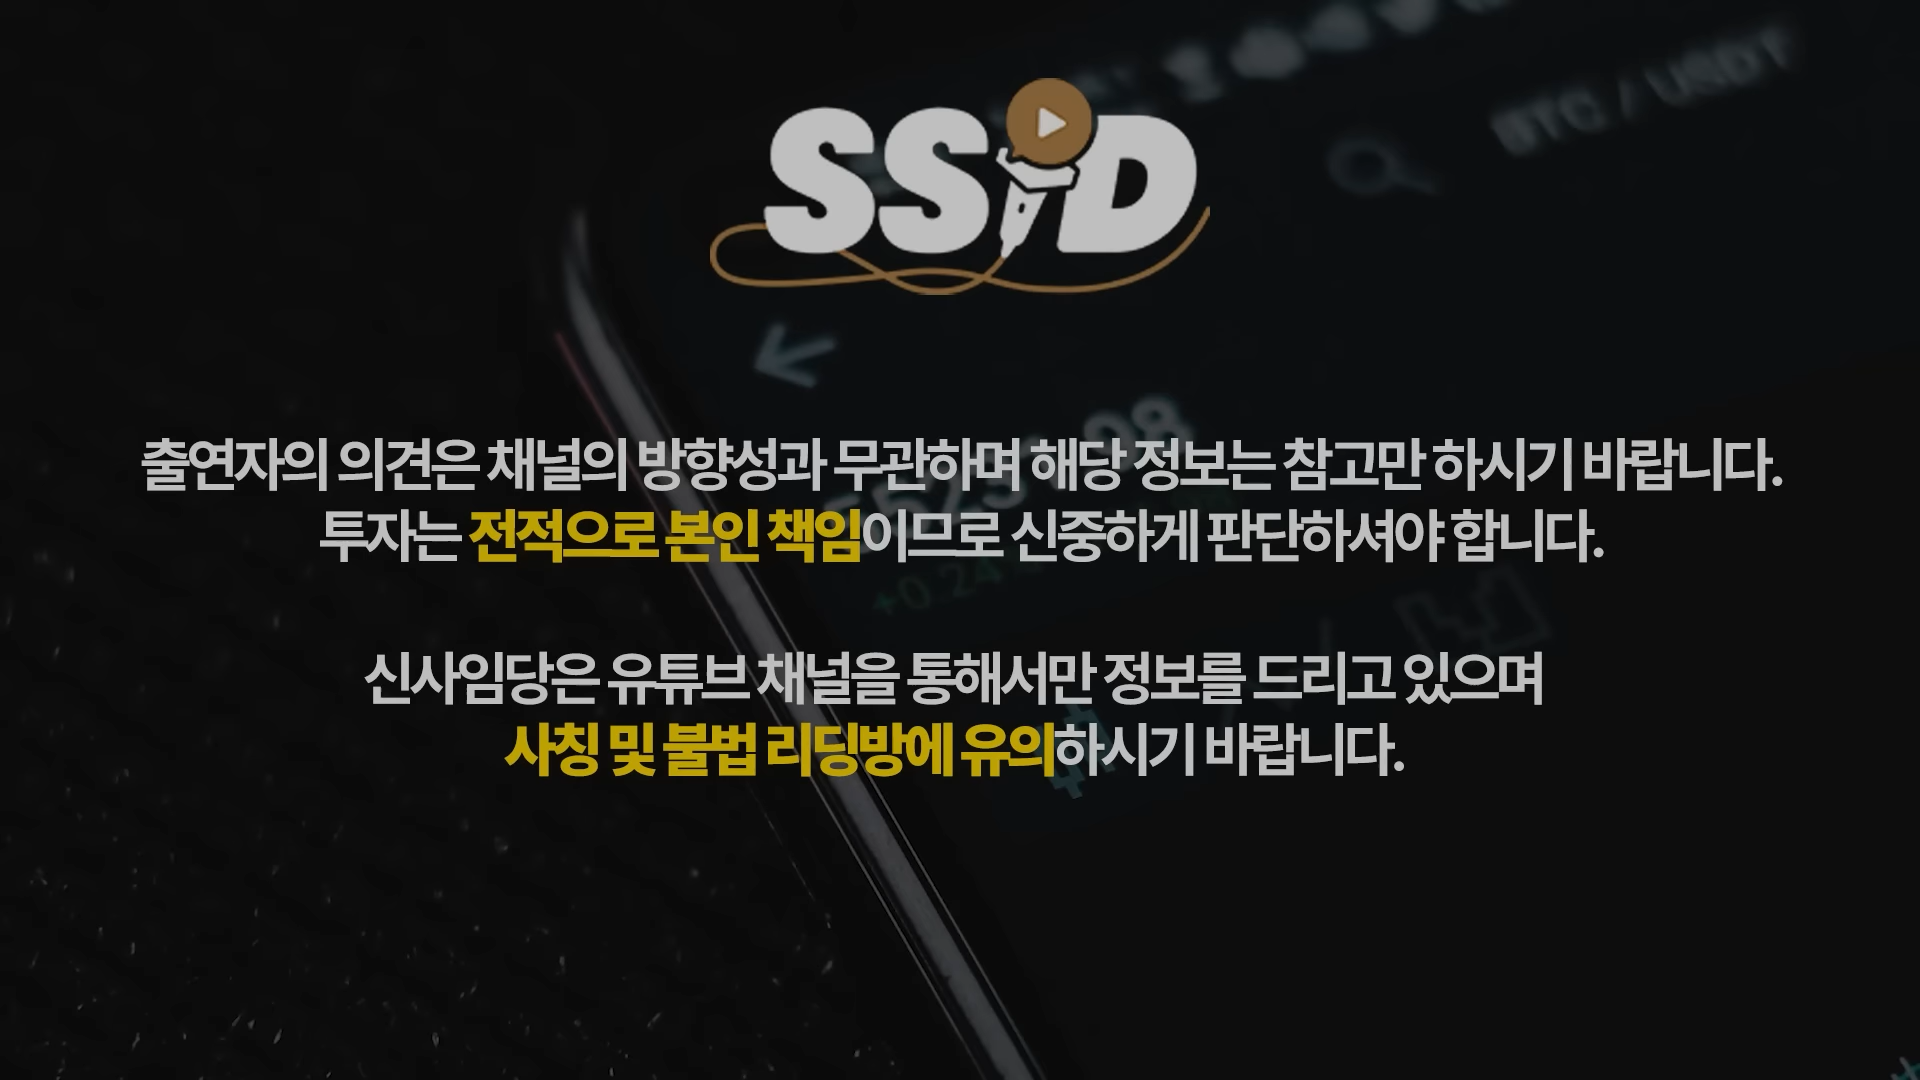 SSiD
BTC / USDT
출연자의 의견은 채널의 방향성과 무관하며 해당 정보는 참고만 하시기 바랍니다.
투자는 전적으로 본인 책임이므로 신중하게 판단하셔야 합니다.
+0.24
신사임당은 유튜브 채널을 통해서만 정보를 드리고 있으며
사칭 및 불법 리딩방에 유의하시기 바랍니다.